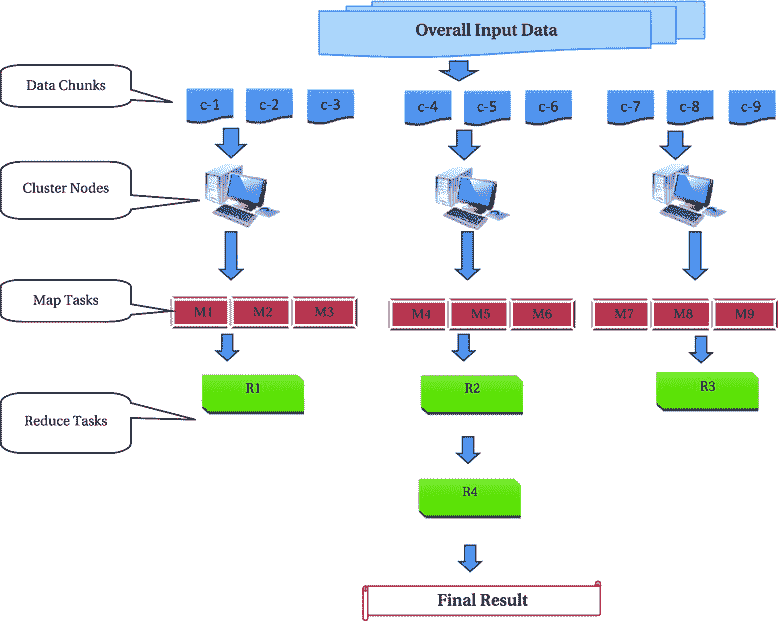 Overall Input Data
Data Chunks
c-1 c-2 c-3 c-4 c-5 c-6 c-7 c-8 c-9
Cluster Nodes
Map Tasks
M1 M2 M3 M4 M5 M6 M7 M8 M9
R1 R2 R3
Reduce Tasks
R4
Final Result